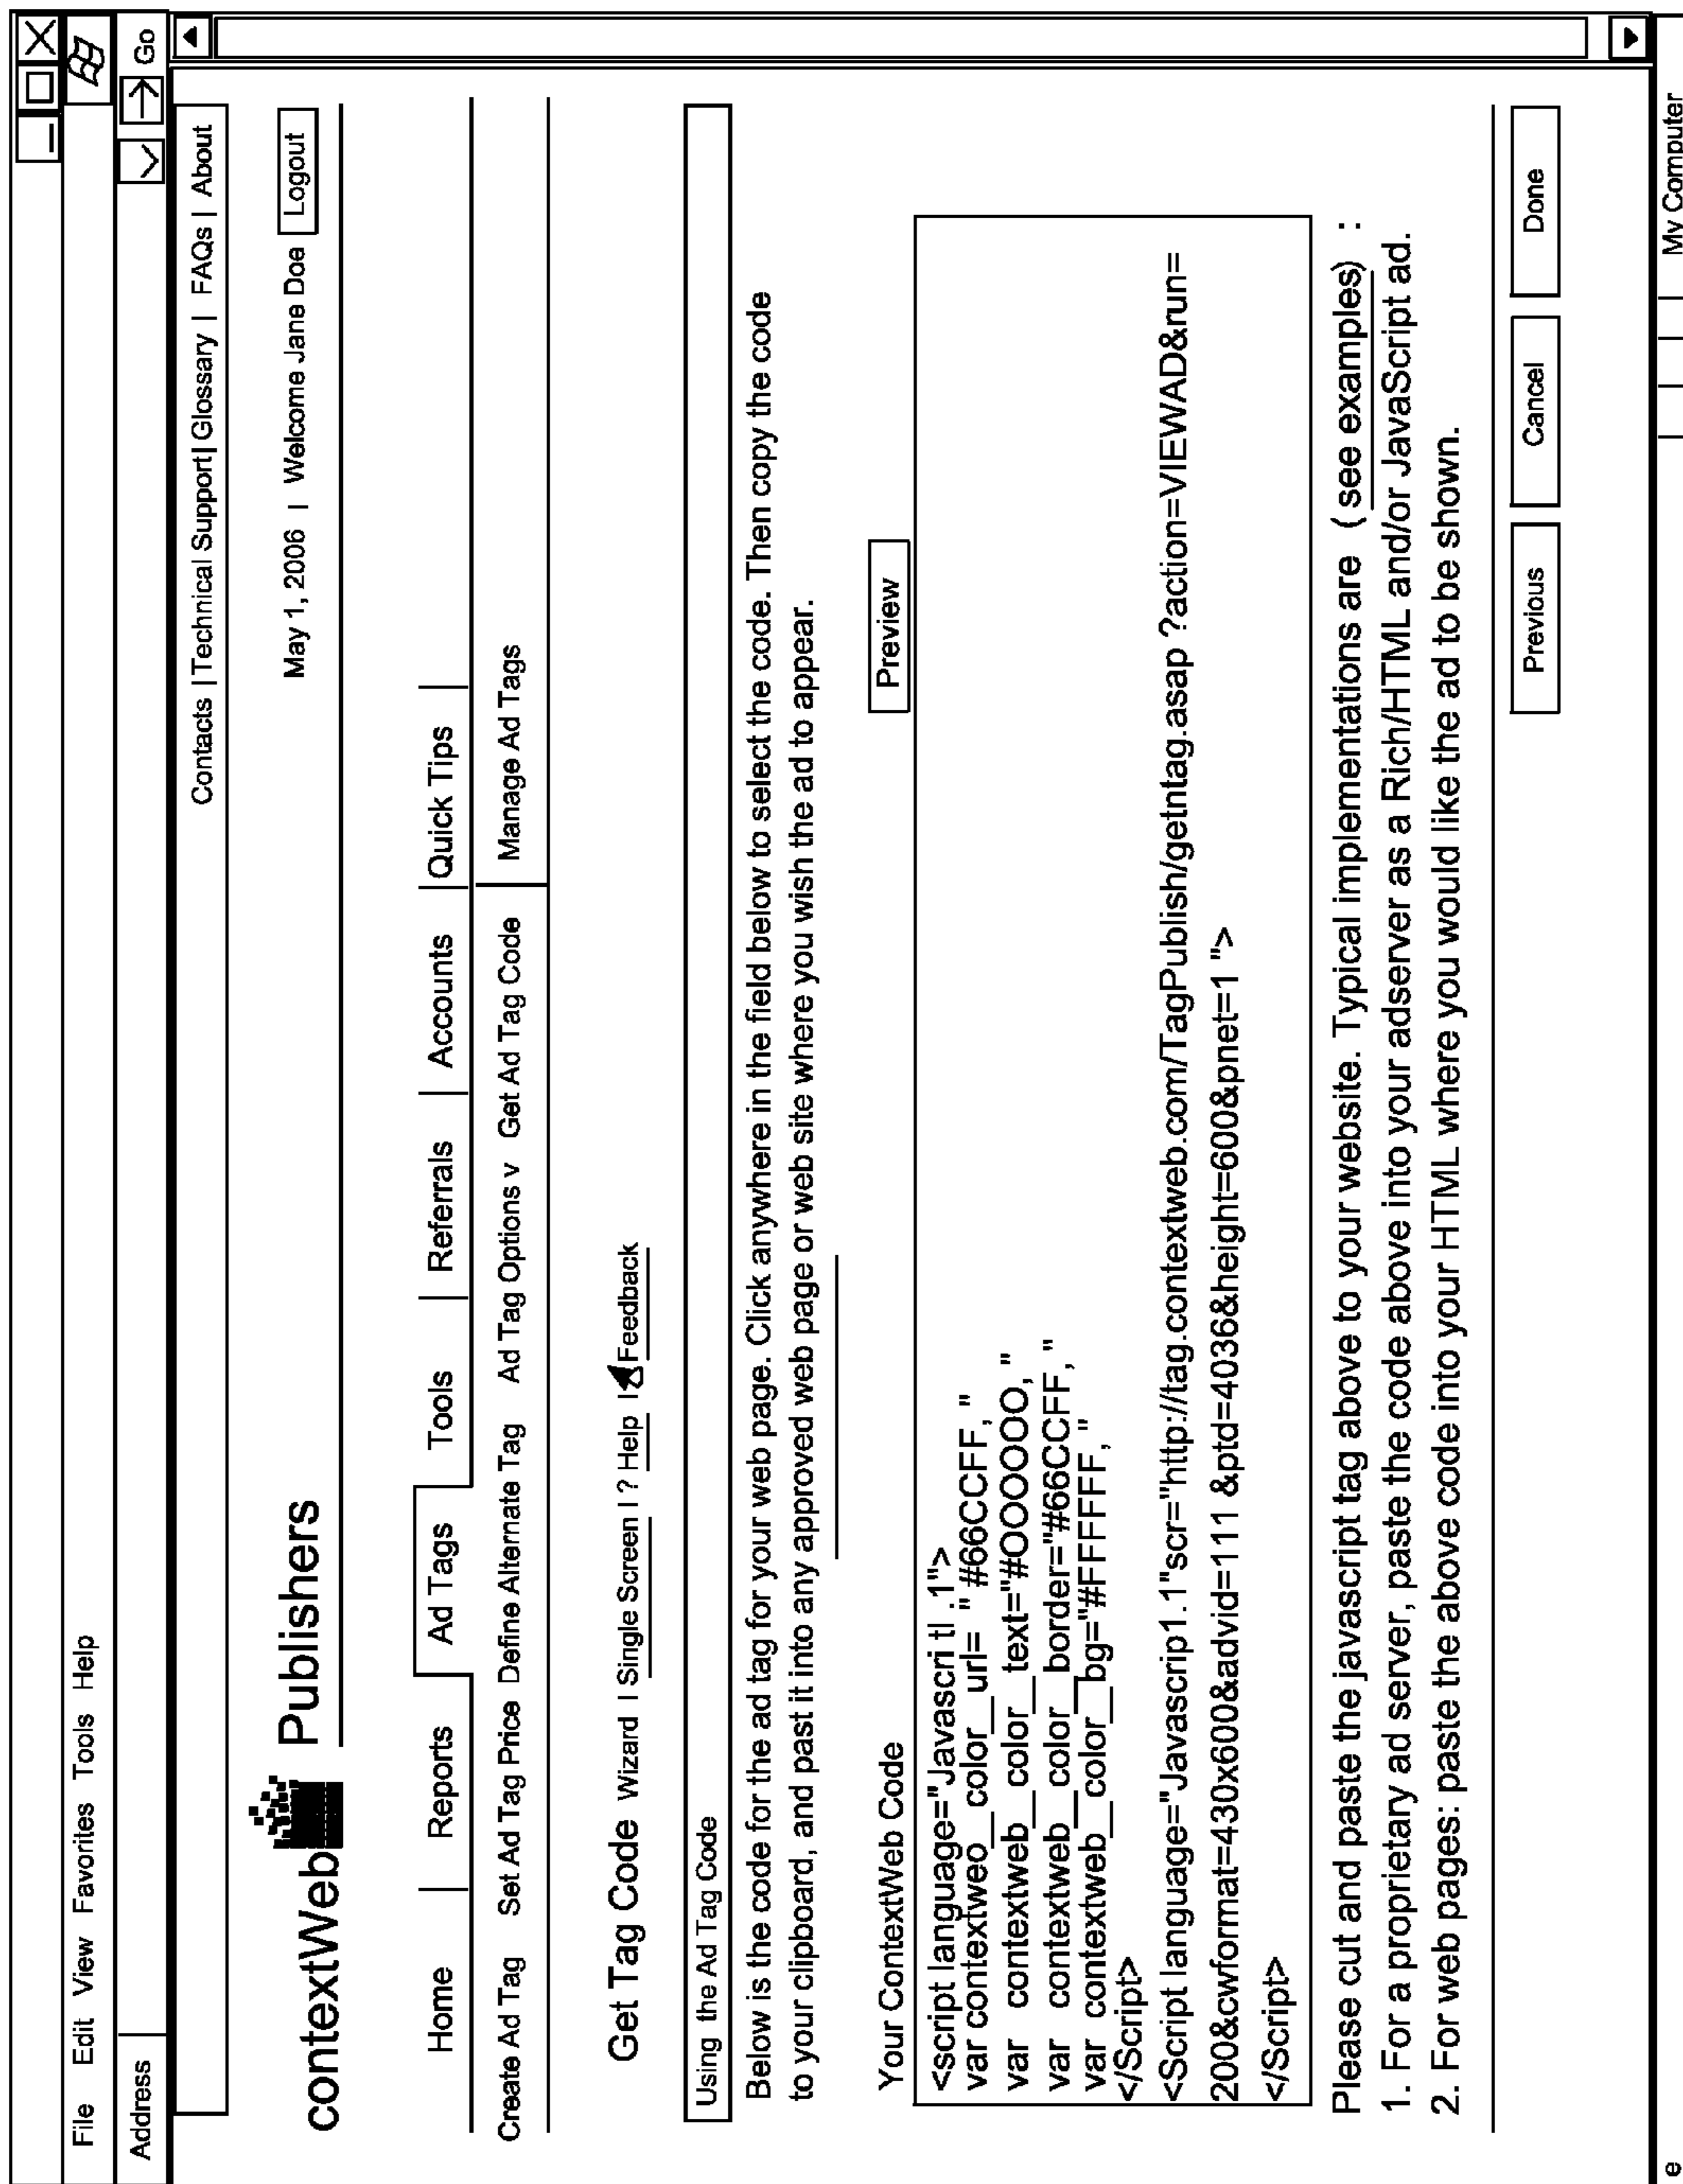 File Edit View Favorites Tools Help
Address Go
Contacts | Technical Support | Glossary | FAQs | About
contextWeb Publishers
May 1, 2006 | Welcome Jane Doe Logout
Home | Reports Ad Tags Tools | Referrals | Accounts | Quick Tips |
Create Ad Tag Set Ad Tag Price Define Alternate Tag Ad Tag Options v Get Ad Tag Code Manage Ad Tags
Get Tag Code Wizard | Single Screen | ? Help | Feedback
Using the Ad Tag Code
Below is the code for the ad tag for your web page. Click anywhere in the field below to select the code. Then copy the code
to your clipboard, and past it into any approved web page or web site where you wish the ad to appear.
Your ContextWeb Code Preview
<script language="Javascri tl .1">
var contextweo__color__url= "#66CCFF, "
var contextweb__color__text="#OOOOOO, "
var contextweb__color__border="#66CCFF, "
var contextweb__color__bg="#FFFFFF, "
</Script>
<Script language="Javascrip1.1"scr="http://tag.contextweb.com/TagPublish/getntag.asap ?action=VIEWAD&run=
200&cwformat=430x600&advid=111 &ptd=4036&height=600&pnet=1 ">
</Script>
Please cut and paste the javascript tag above to your website. Typical implementations are ( see examples) :
1. For a proprietary ad server, paste the code above into your adserver as a Rich/HTML and/or JavaScript ad.
2. For web pages: paste the above code into your HTML where you would like the ad to be shown.
Previous Cancel Done
e My Computer